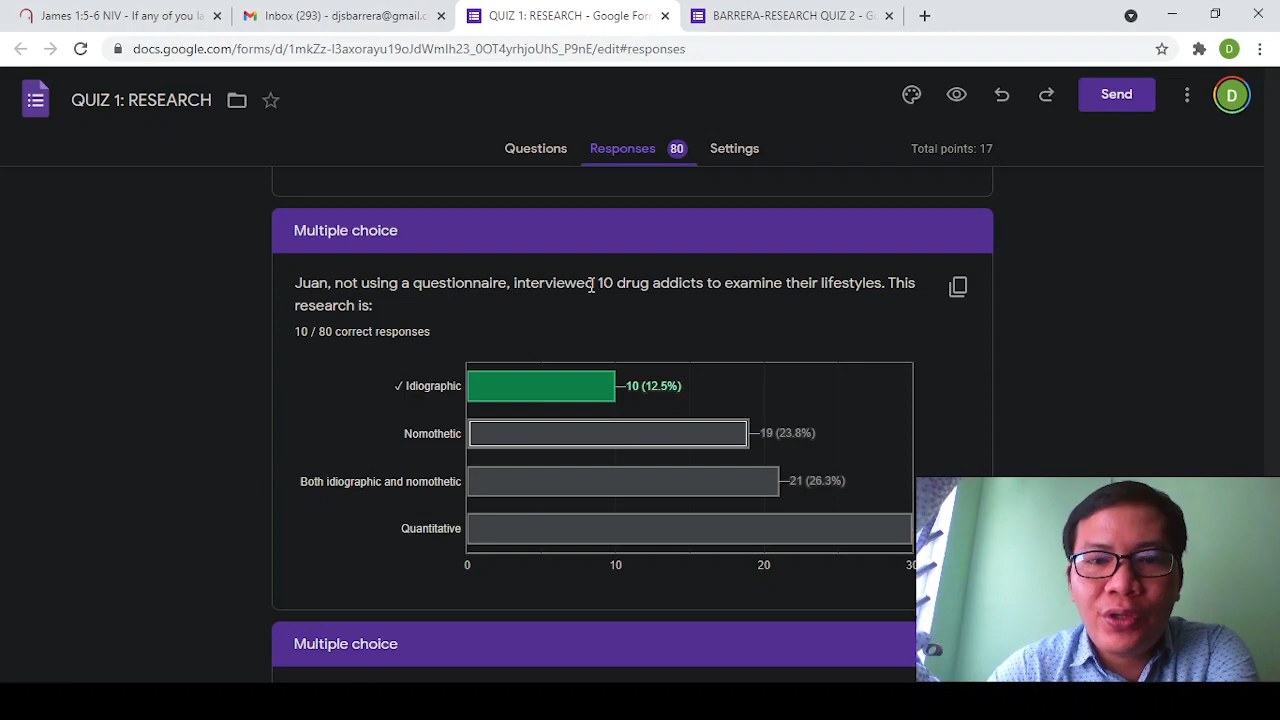 James 1:5-6 NIV - If any of you la
Inbox (293) - djsbarrera@gmail.c
QUIZ 1: RESEARCH - Google Form
BARRERA-RESEARCH QUIZ 2 - Go
docs.google.com/forms/d/1mkZz-I3axorayu19oJdWmIh23_0OT4yrhjoUhS_P9nE/edit#responses
D
QUIZ 1: RESEARCH
Send
D
Questions
Responses 80
Settings
Total points: 17
Multiple choice
Juan, not using a questionnaire, interviewed 10 drug addicts to examine their lifestyles. This
research is:
10 / 80 correct responses
✓ Idiographic
10 (12.5%)
Nomothetic
19 (23.8%)
Both idiographic and nomothetic
21 (26.3%)
Quantitative
0
10
20
30
Multiple choice